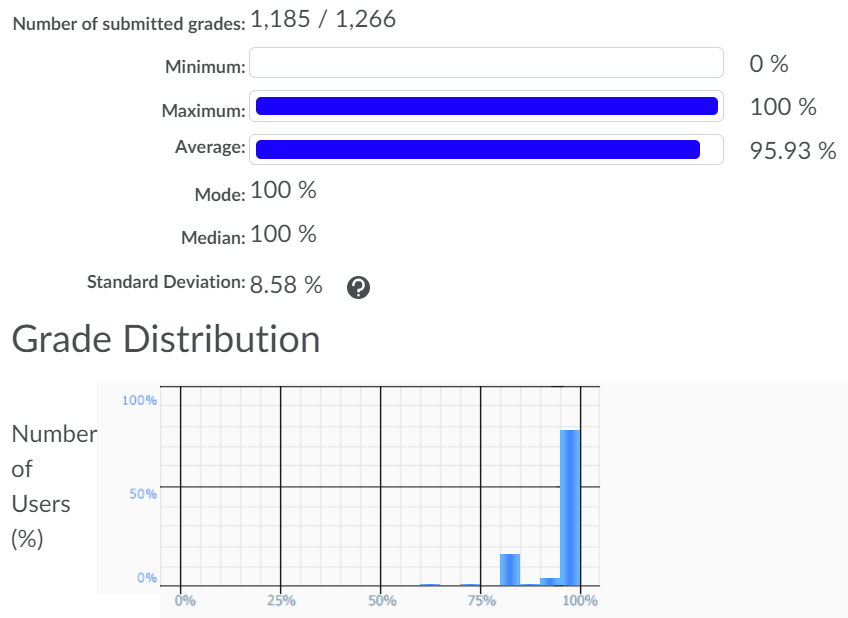 Number of submitted grades: 1,185 / 1,266
Minimum: 0 %
Maximum: 100 %
Average: 95.93 %
Mode: 100 %
Median: 100 %
Standard Deviation: 8.58 % ?
Grade Distribution
Number
of
Users
(%)
100%
50%
0%
0% 25% 50% 75% 100%